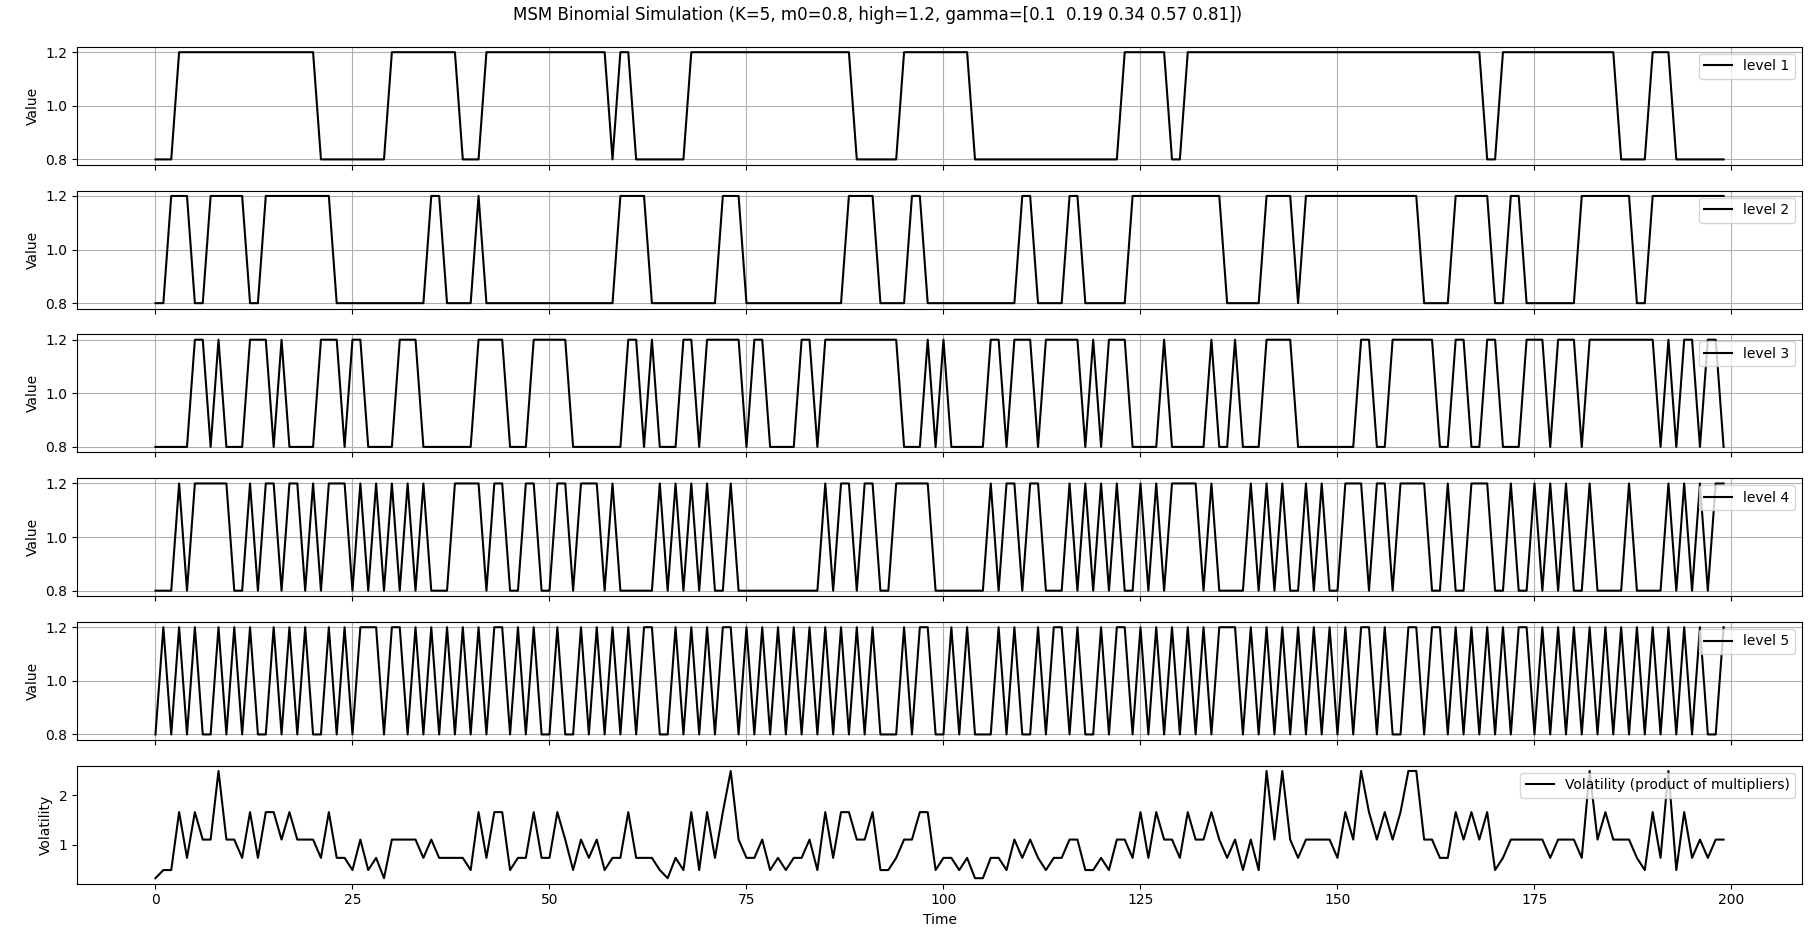 MSM Binomial Simulation (K=5, m0=0.8, high=1.2, gamma=[0.1  0.19 0.34 0.57 0.81])
1.2
1.0
0.8
Value
level 1
1.2
1.0
0.8
Value
level 2
1.2
1.0
0.8
Value
level 3
1.2
1.0
0.8
Value
level 4
1.2
1.0
0.8
Value
level 5
2
1
Volatility
Volatility (product of multipliers)
0 25 50 75 100 125 150 175 200
Time